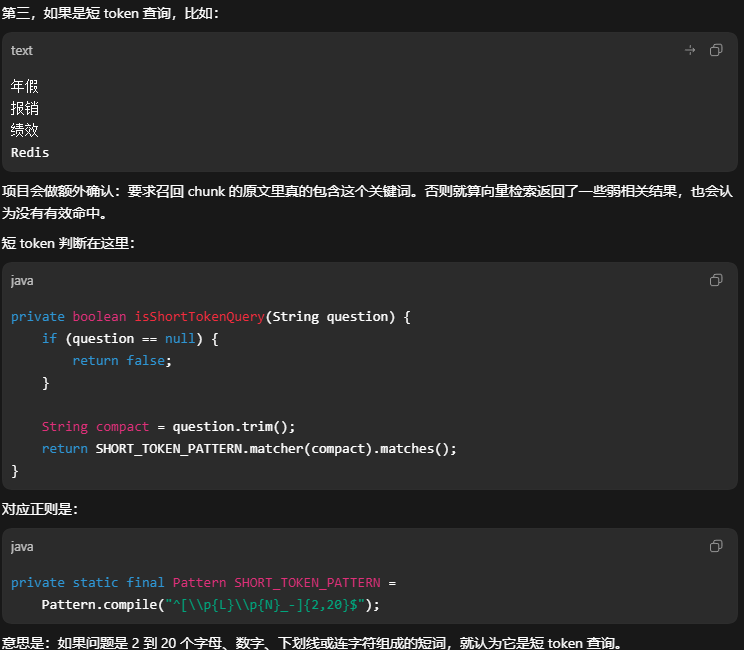 第三，如果是短 token 查询，比如：
text
年假
报销
绩效
Redis
项目会做额外确认：要求召回 chunk 的原文里真的包含这个关键词。否则就算向量检索返回了一些弱相关结果，也会认
为没有有效命中。
短 token 判断在这里：
java
private boolean isShortTokenQuery(String question) {
    if (question == null) {
        return false;
    }

    String compact = question.trim();
    return SHORT_TOKEN_PATTERN.matcher(compact).matches();
}
对应正则是：
java
private static final Pattern SHORT_TOKEN_PATTERN =
    Pattern.compile("^[\\p{L}\\p{N}_-]{2,20}$");
意思是：如果问题是 2 到 20 个字母、数字、下划线或连字符组成的短词，就认为它是短 token 查询。